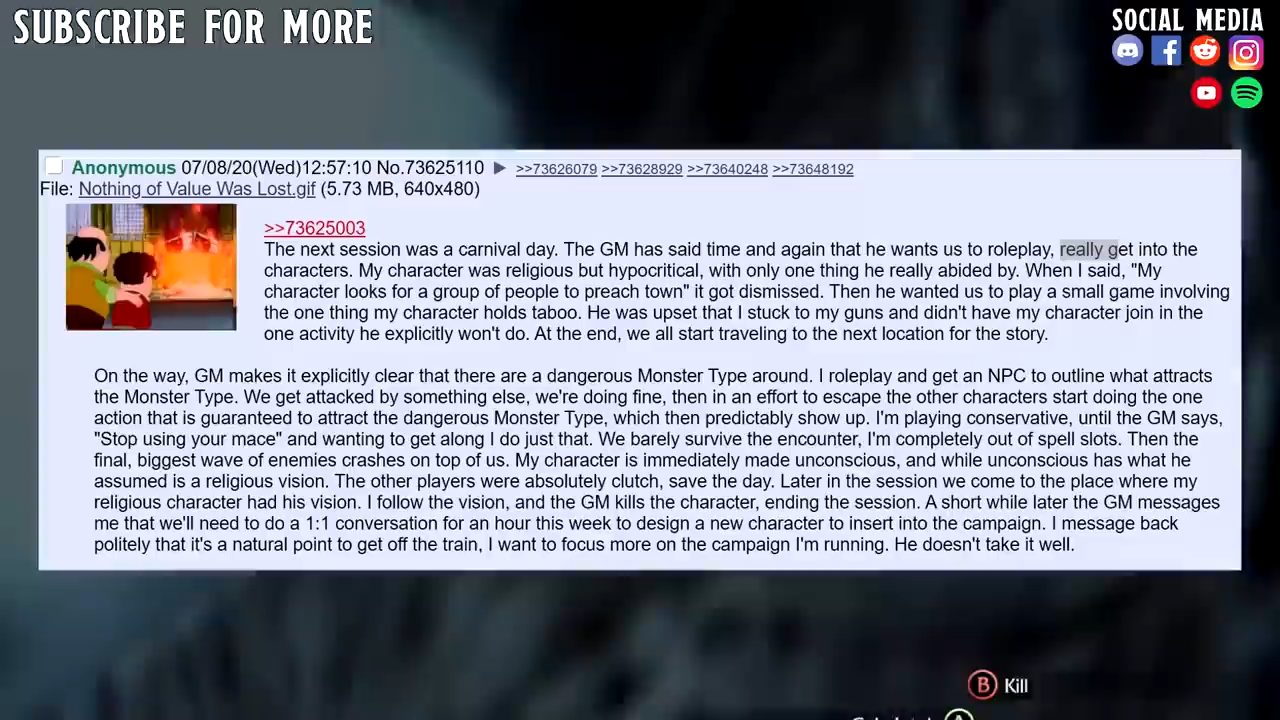 SUBSCRIBE FOR MORE
SOCIAL MEDIA
Anonymous 07/08/20(Wed)12:57:10 No.73625110 ▶ >>73626079 >>73628929 >>73640248 >>73648192
File: Nothing of Value Was Lost.gif (5.73 MB, 640x480)
>>73625003
The next session was a carnival day. The GM has said time and again that he wants us to roleplay, really get into the
characters. My character was religious but hypocritical, with only one thing he really abided by. When I said, "My
character looks for a group of people to preach town" it got dismissed. Then he wanted us to play a small game involving
the one thing my character holds taboo. He was upset that I stuck to my guns and didn't have my character join in the
one activity he explicitly won't do. At the end, we all start traveling to the next location for the story.
On the way, GM makes it explicitly clear that there are a dangerous Monster Type around. I roleplay and get an NPC to outline what attracts
the Monster Type. We get attacked by something else, we're doing fine, then in an effort to escape the other characters start doing the one
action that is guaranteed to attract the dangerous Monster Type, which then predictably show up. I'm playing conservative, until the GM says,
"Stop using your mace" and wanting to get along I do just that. We barely survive the encounter, I'm completely out of spell slots. Then the
final, biggest wave of enemies crashes on top of us. My character is immediately made unconscious, and while unconscious has what he
assumed is a religious vision. The other players were absolutely clutch, save the day. Later in the session we come to the place where my
religious character had his vision. I follow the vision, and the GM kills the character, ending the session. A short while later the GM messages
me that we'll need to do a 1:1 conversation for an hour this week to design a new character to insert into the campaign. I message back
politely that it's a natural point to get off the train, I want to focus more on the campaign I'm running. He doesn't take it well.
B Kill
A